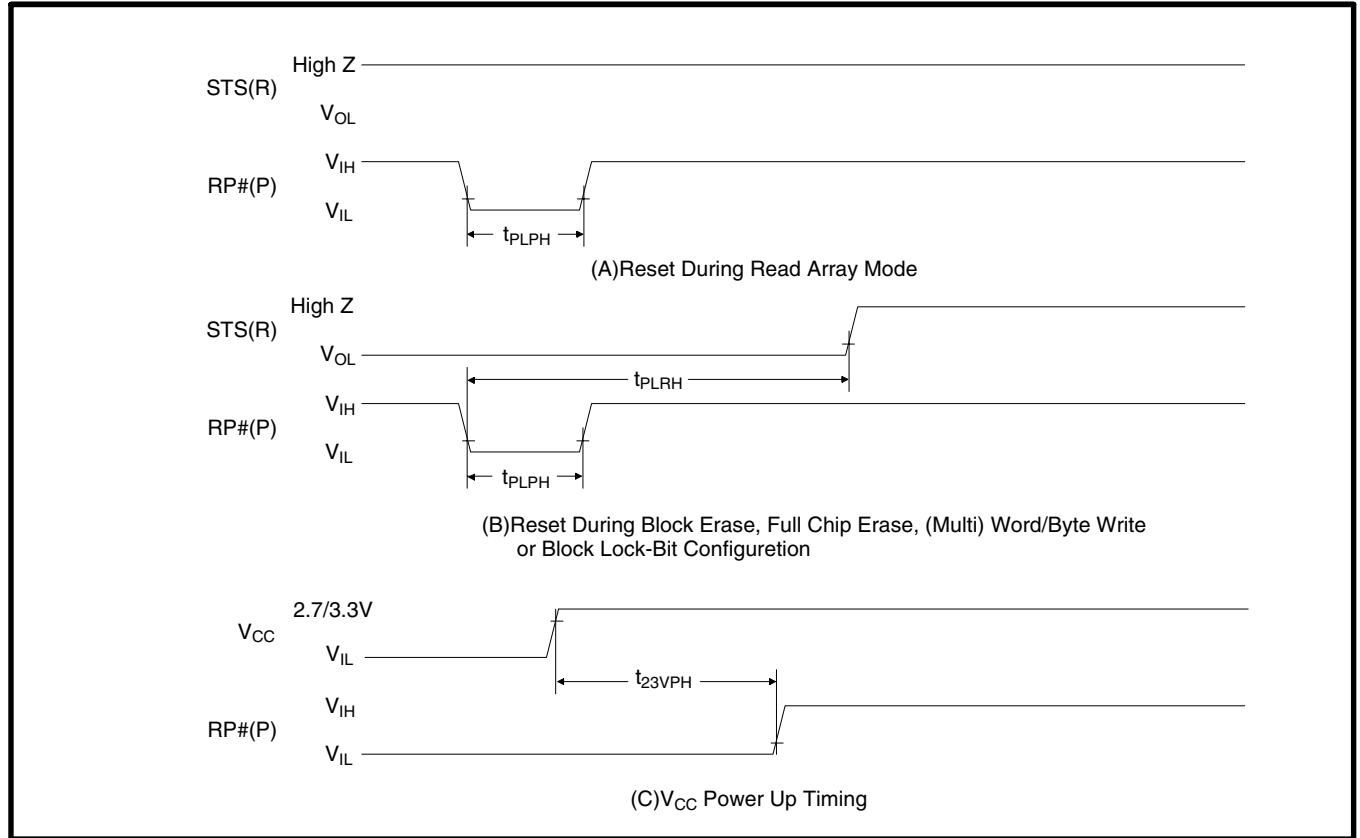 High Z
STS(R)
VOL
VIH
RP#(P)
VIL
tPLPH
(A)Reset During Read Array Mode
High Z
STS(R)
VOL
tPLRH
VIH
RP#(P)
VIL
tPLPH
(B)Reset During Block Erase, Full Chip Erase, (Multi) Word/Byte Write
or Block Lock-Bit Configuretion
2.7/3.3V
VCC
VIL
t23VPH
VIH
RP#(P)
VIL
(C)VCC Power Up Timing